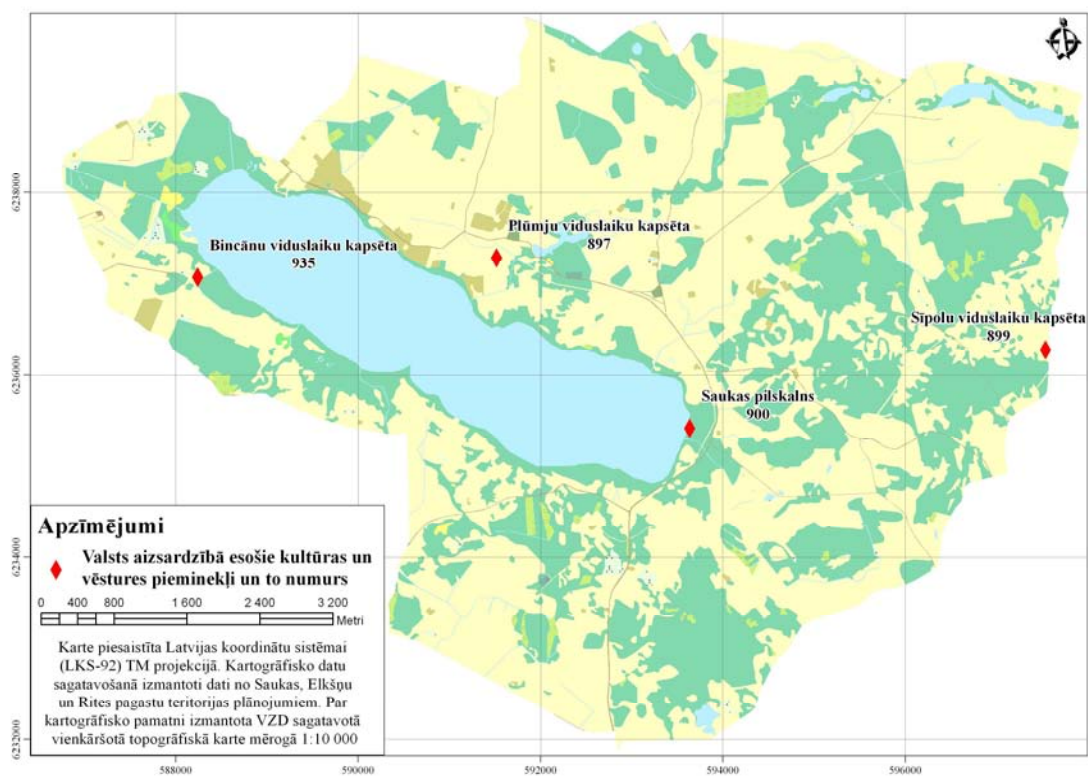 Bincānu viduslaiku kapsēta
935
Plūmju viduslaiku kapsēta
897
Sīpolu viduslaiku kapsēta
899
Saukas pilskalns
900
6238000
6236000
6234000
6232000
Apzīmējumi
Valsts aizsardzībā esošie kultūras un
vēstures pieminekļi un to numurs
0 400 800 1 600 2 400 3 200
Metri
Karte piesaistīta Latvijas koordinātu sistēmai
(LKS-92) TM projekcijā. Kartogrāfisko datu
sagatavošanā izmantoti dati no Saukas, Elkšņu
un Rites pagastu teritorijas plānojumiem. Par
kartogrāfisko pamatni izmantota VZD sagatavotā
vienkāršotā topogrāfiskā karte mērogā 1:10 000
588000 590000 592000 594000 596000